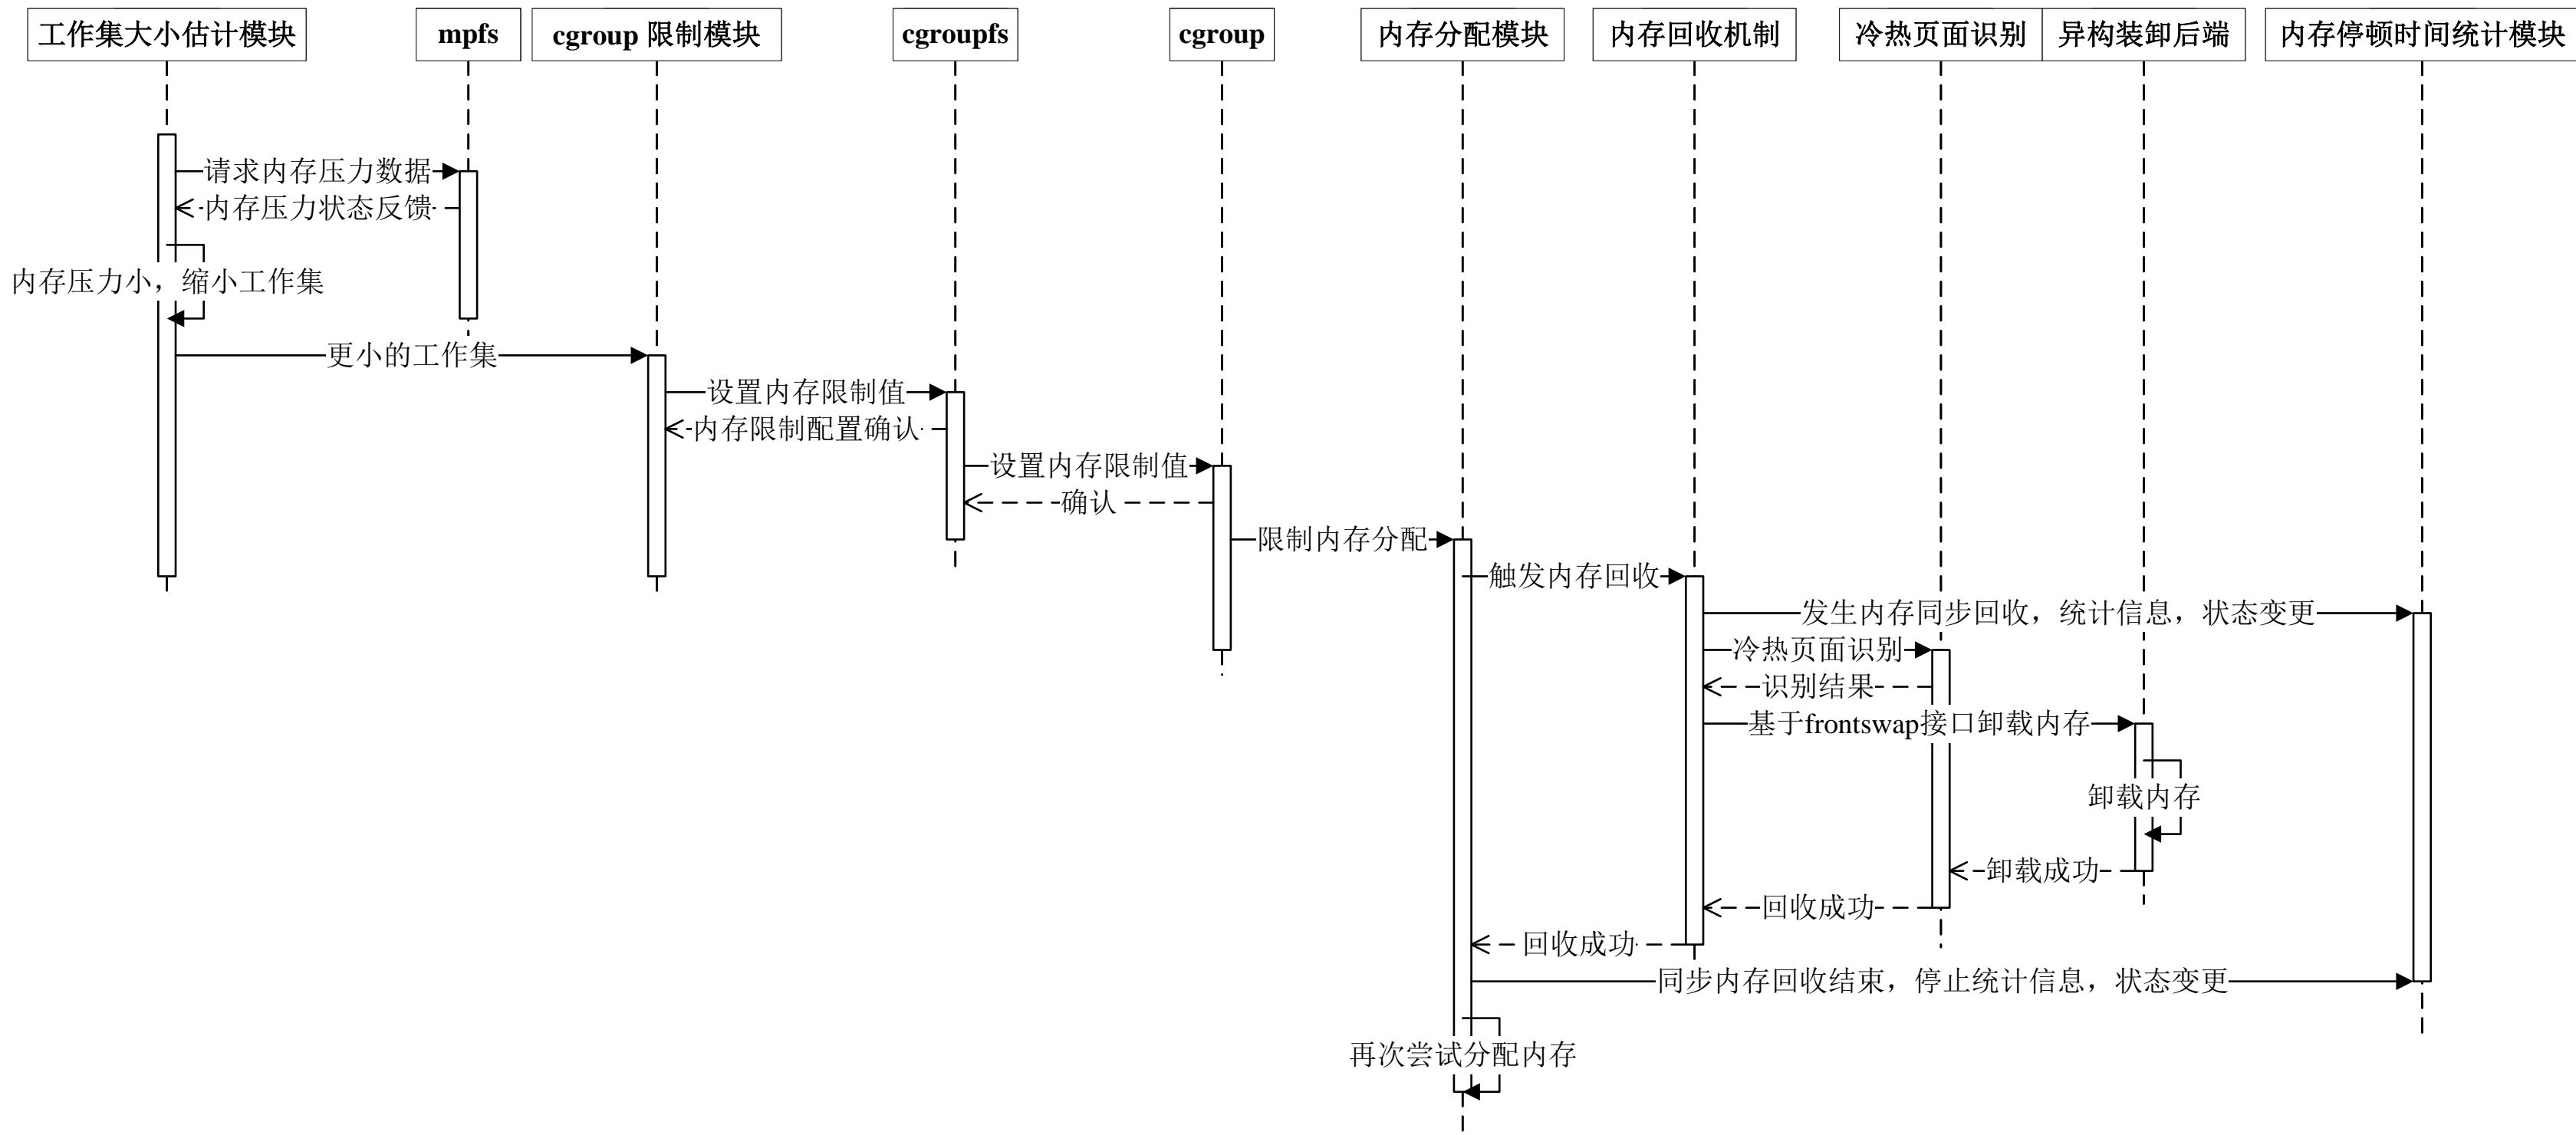 工作集大小估计模块
mpfs
cgroup 限制模块
cgroupfs
cgroup
内存分配模块
内存回收机制
冷热页面识别
异构装卸后端
内存停顿时间统计模块
请求内存压力数据
内存压力状态反馈
内存压力小，缩小工作集
更小的工作集
设置内存限制值
内存限制配置确认
设置内存限制值
确认
限制内存分配
触发内存回收
发生内存同步回收，统计信息，状态变更
冷热页面识别
识别结果
基于frontswap接口卸载内存
卸载内存
卸载成功
回收成功
回收成功
同步内存回收结束，停止统计信息，状态变更
再次尝试分配内存